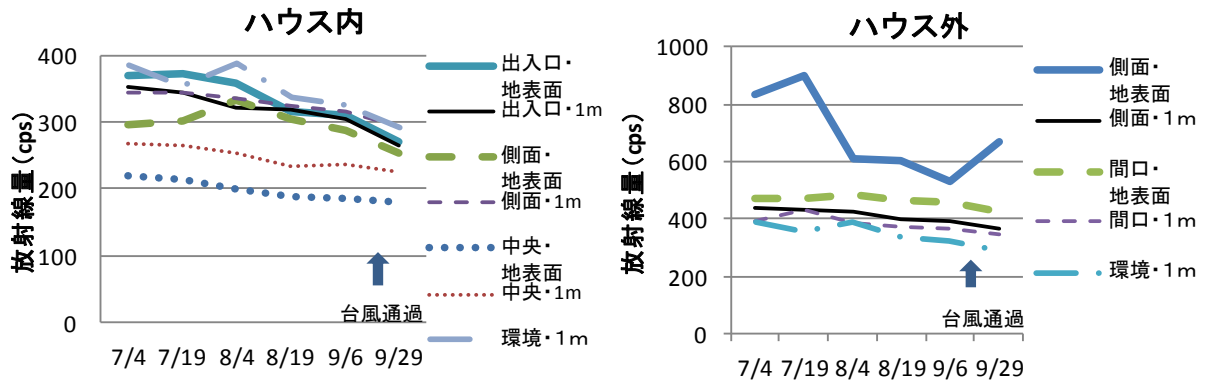 ハウス内
放射線量(cps)
400
300
200
100
0
7/4 7/19 8/4 8/19 9/6 9/29
台風通過
出入口・
地表面
出入口・1m
側面・
地表面
側面・1m
中央・
地表面
中央・1m
環境・1m
ハウス外
放射線量(cps)
1000
800
600
400
200
0
7/4 7/19 8/4 8/19 9/6 9/29
台風通過
側面・
地表面
側面・1m
間口・
地表面
間口・1m
環境・1m